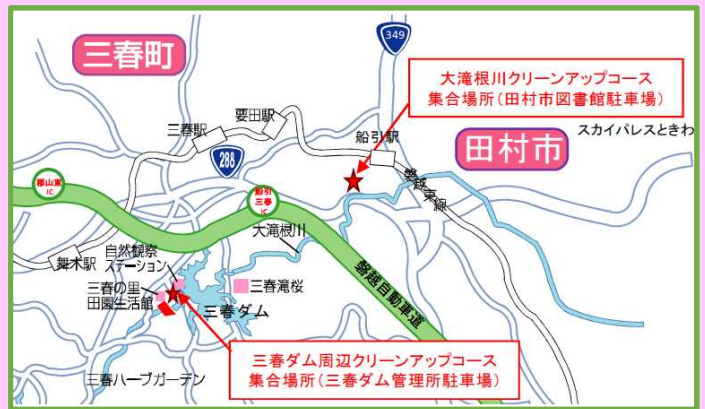 三春町
349
大滝根川クリーンアップコース
集合場所(田村市図書館駐車場)
要田駅
三春駅
船引駅
スカイパレスときわ
田村市
288
磐越東線
郡山東
IC
船引
三春
IC
大滝根川
自然観察
ステーション
舞木駅
三春の里
田園生活館
三春滝桜
三春ダム
磐越自動車道
三春ダム周辺クリーンアップコース
集合場所(三春ダム管理所駐車場)
三春ハーブガーデン